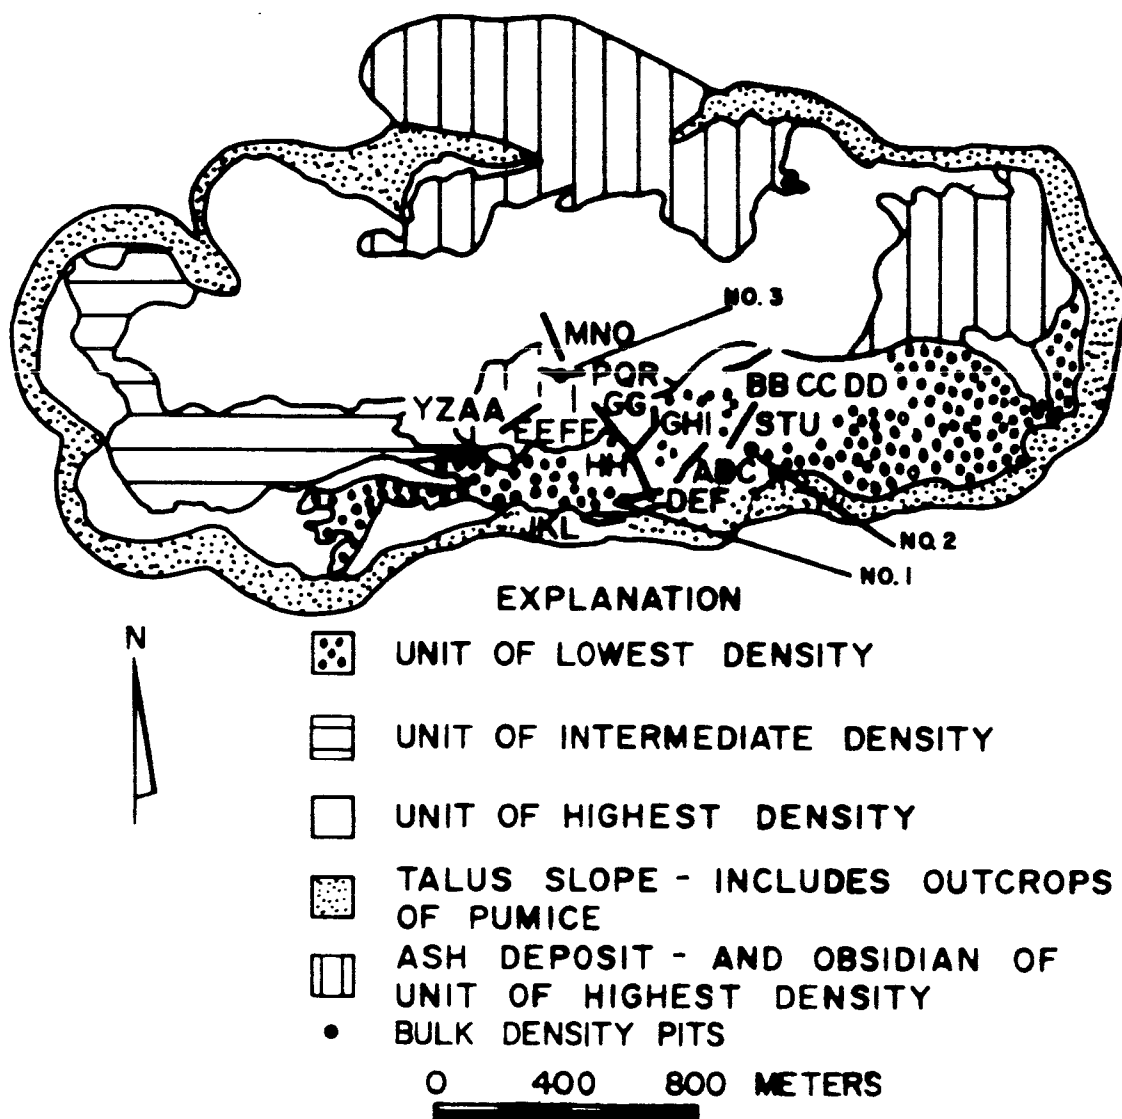 NO. 3
MNO
PQR
BB CC DD
YZAA
GG
GHI
STU
EE FF
HH
ABC
DEF
JKL
NO. 2
NO. 1
EXPLANATION
N
UNIT OF LOWEST DENSITY
UNIT OF INTERMEDIATE DENSITY
UNIT OF HIGHEST DENSITY
TALUS SLOPE - INCLUDES OUTCROPS
OF PUMICE
ASH DEPOSIT - AND OBSIDIAN OF
UNIT OF HIGHEST DENSITY
BULK DENSITY PITS
0 400 800 METERS